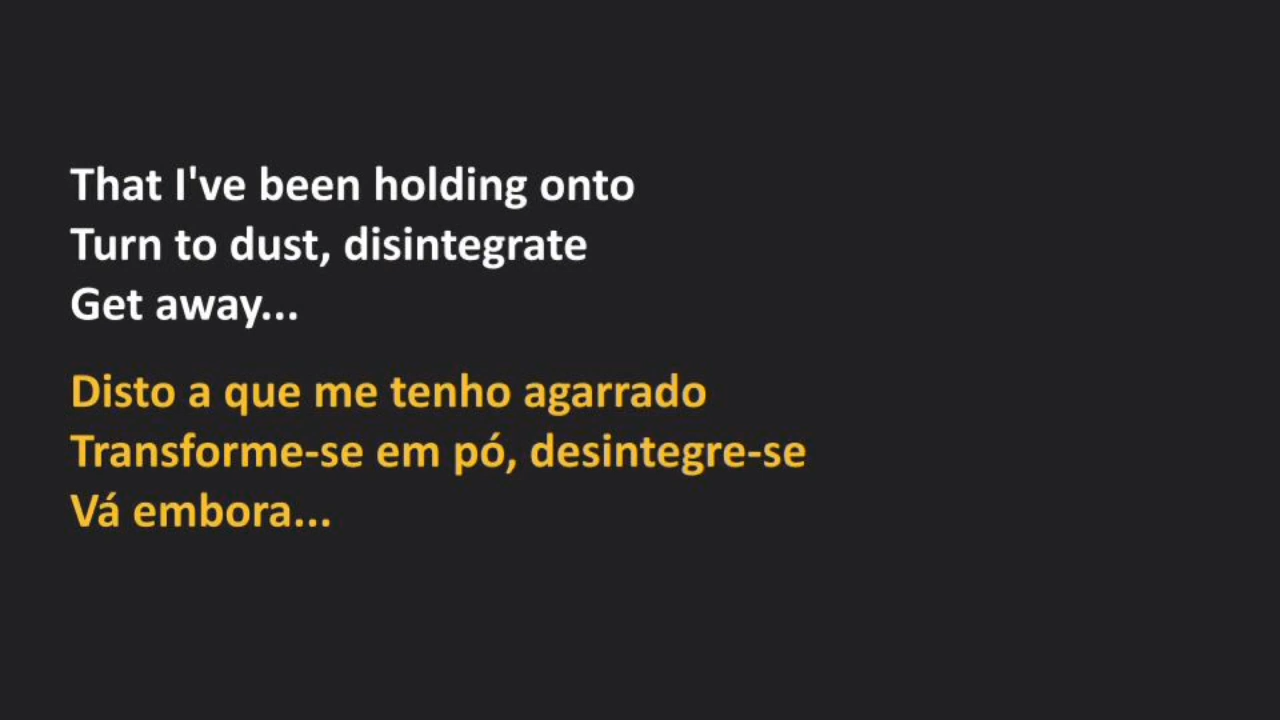 That I've been holding onto
Turn to dust, disintegrate
Get away...
Disto a que me tenho agarrado
Transforme-se em pó, desintegre-se
Vá embora...